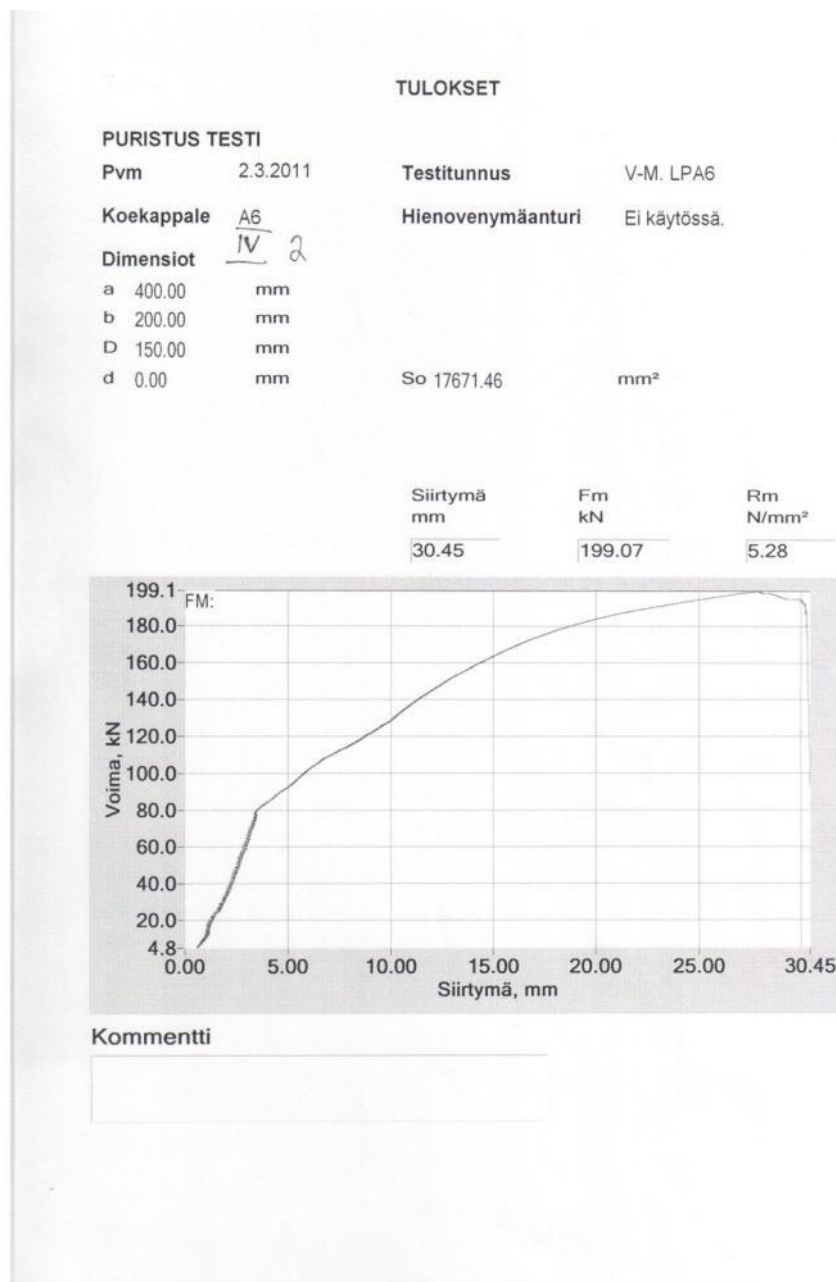 TULOKSET
PURISTUS TESTI
Pvm 2.3.2011 Testitunnus V-M. LPA6
Koekappale A6 Hienovenymäanturi Ei käytössä.
IV 2
Dimensiot
a 400.00 mm
b 200.00 mm
D 150.00 mm
d 0.00 mm So 17671.46 mm²
Siirtymä Fm Rm
mm kN N/mm²
30.45 199.07 5.28
FM:
199.1
180.0
160.0
140.0
120.0
100.0
80.0
60.0
40.0
20.0
4.8
Voima, kN
0.00 5.00 10.00 15.00 20.00 25.00 30.45
Siirtymä, mm
Kommentti